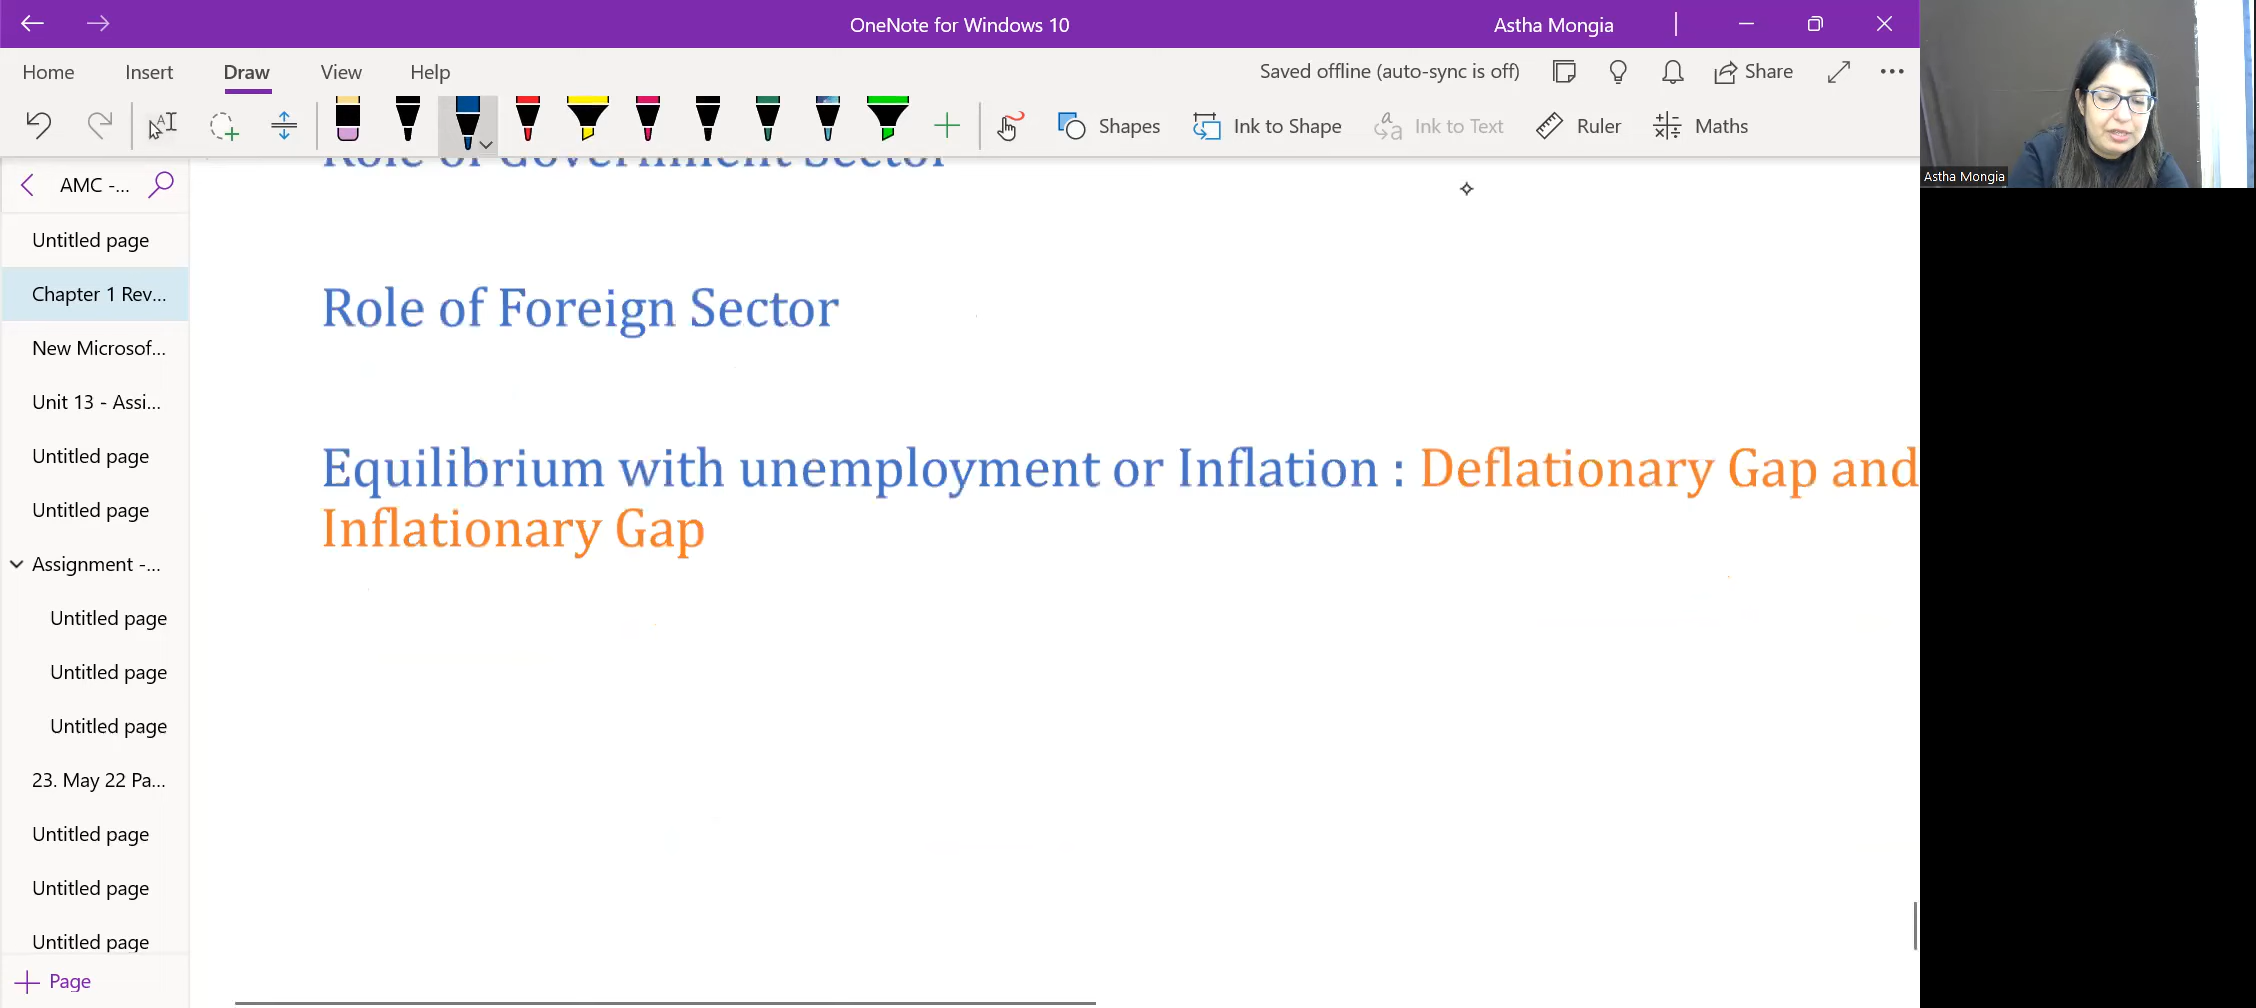 OneNote for Windows 10
Astha Mongia
Home Insert Draw View Help
Saved offline (auto-sync is off)
Share
Shapes
Ink to Shape
Ink to Text
Ruler
Maths
Astha Mongia
AMC -...
Untitled page
Chapter 1 Rev...
New Microsof...
Unit 13 - Assi...
Untitled page
Untitled page
Assignment -...
Untitled page
Untitled page
Untitled page
23. May 22 Pa...
Untitled page
Untitled page
Untitled page
Page
Role of Government Sector
Role of Foreign Sector
Equilibrium with unemployment or Inflation : Deflationary Gap and
Inflationary Gap